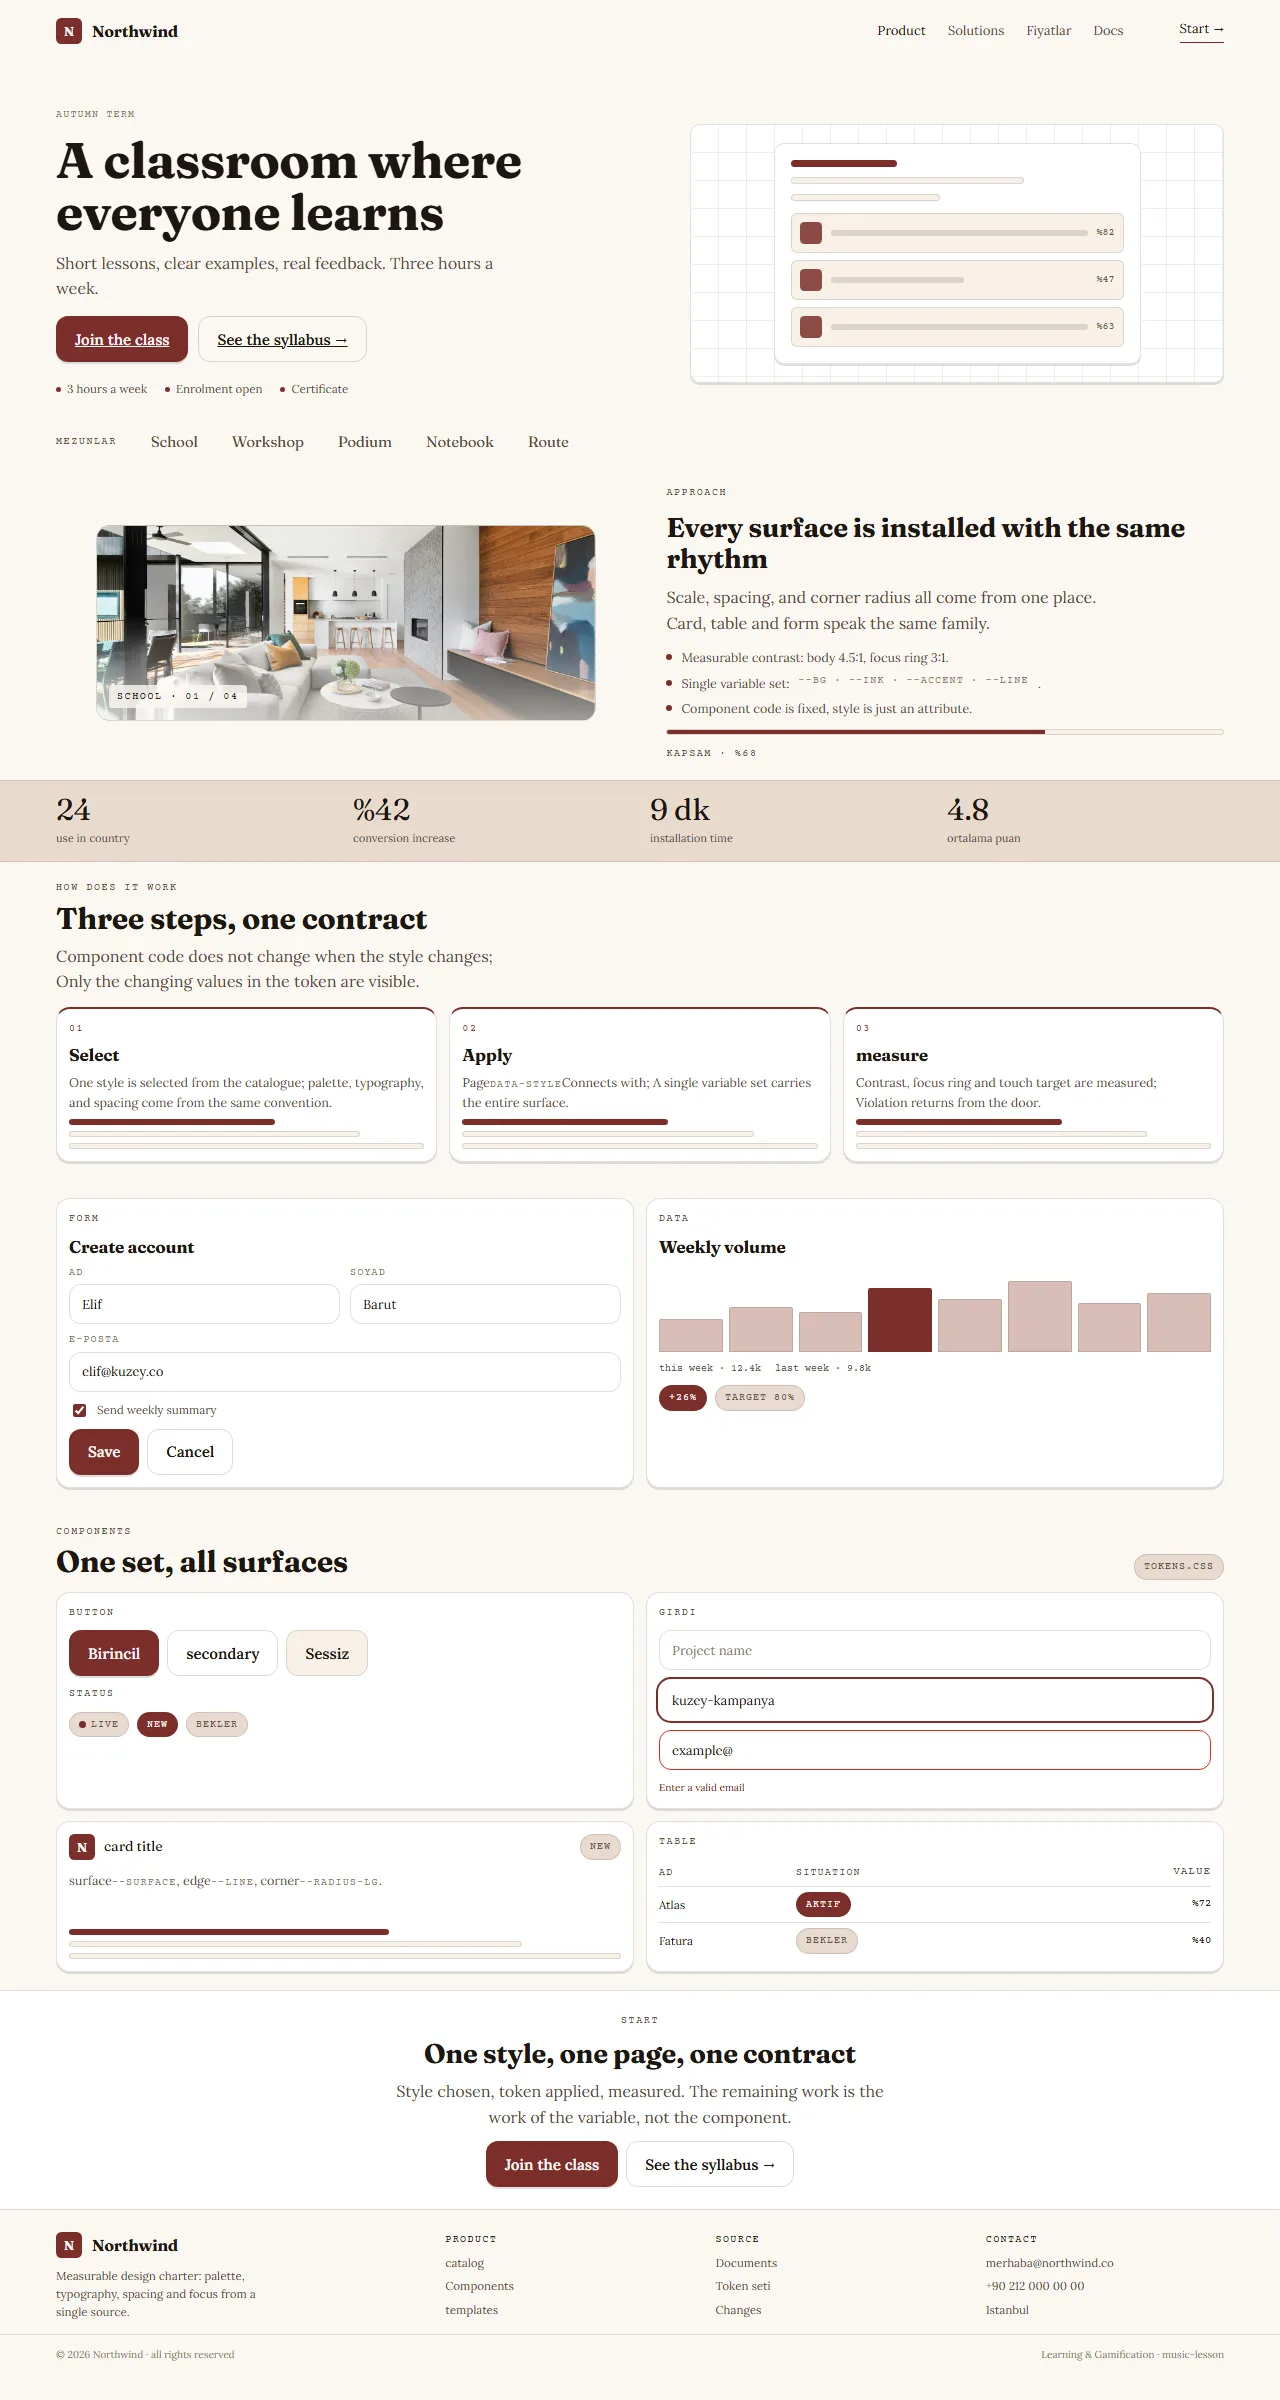 N Northwind
Product Solutions Fiyatlar Docs Start →
AUTUMN TERM
A classroom where
everyone learns
Short lessons, clear examples, real feedback. Three hours a
week.
Join the class See the syllabus →
3 hours a week Enrolment open Certificate
%82
%47
%63
MEZUNLAR School Workshop Podium Notebook Route
SCHOOL · 01 / 04
APPROACH
Every surface is installed with the same
rhythm
Scale, spacing, and corner radius all come from one place.
Card, table and form speak the same family.
Measurable contrast: body 4.5:1, focus ring 3:1.
Single variable set: --BG · --INK · --ACCENT · --LINE .
Component code is fixed, style is just an attribute.
KAPSAM · %68
24 %42 9 dk 4.8
use in country conversion increase installation time ortalama puan
HOW DOES IT WORK
Three steps, one contract
Component code does not change when the style changes;
Only the changing values in the token are visible.
01
Select
One style is selected from the catalogue; palette, typography,
and spacing come from the same convention.
02
Apply
PageDATA-STYLEConnects with; A single variable set carries
the entire surface.
03
measure
Contrast, focus ring and touch target are measured;
Violation returns from the door.
FORM
Create account
AD SOYAD
Elif Barut
E-POSTA
elif@kuzey.co
Send weekly summary
Save Cancel
DATA
Weekly volume
this week · 12.4k last week · 9.8k
+26% TARGET 80%
COMPONENTS
One set, all surfaces
TOKENS.CSS
BUTTON
Birincil secondary Sessiz
STATUS
LIVE NEW BEKLER
GIRDI
Project name
kuzey-kampanya
example@
Enter a valid email
N card title NEW
surface--SURFACE, edge--LINE, corner--RADIUS-LG.
TABLE
AD SITUATION VALUE
Atlas AKTIF %72
Fatura BEKLER %40
START
One style, one page, one contract
Style chosen, token applied, measured. The remaining work is the
work of the variable, not the component.
Join the class See the syllabus →
N Northwind
Measurable design charter: palette,
typography, spacing and focus from a
single source.
PRODUCT
catalog
Components
templates
SOURCE
Documents
Token seti
Changes
CONTACT
merhaba@northwind.co
+90 212 000 00 00
Istanbul
© 2026 Northwind · all rights reserved
Learning & Gamification · music-lesson